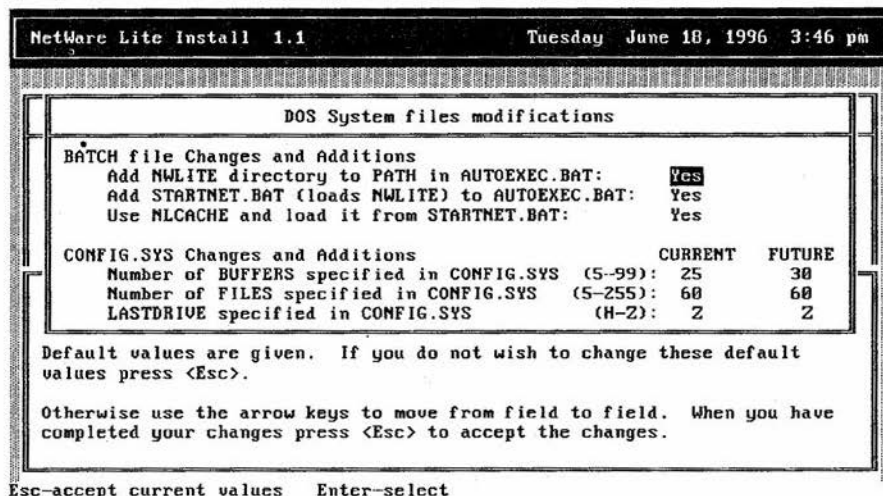 NetWare Lite Install 1.1 Tuesday June 18, 1996 3:46 pm
DOS System files modifications
BATCH file Changes and Additions
Add NWLITE directory to PATH in AUTOEXEC.BAT: Yes
Add STARTNET.BAT (loads NWLITE) to AUTOEXEC.BAT: Yes
Use NLCACHE and load it from STARTNET.BAT: Yes
CONFIG.SYS Changes and Additions CURRENT FUTURE
Number of BUFFERS specified in CONFIG.SYS (5--99): 25 30
Number of FILES specified in CONFIG.SYS (5-255): 60 60
LASTDRIVE specified in CONFIG.SYS (H-Z): Z Z
Default values are given. If you do not wish to change these default
values press <Esc>.
Otherwise use the arrow keys to move from field to field. When you have
completed your changes press <Esc> to accept the changes.
Esc-accept current values Enter-select